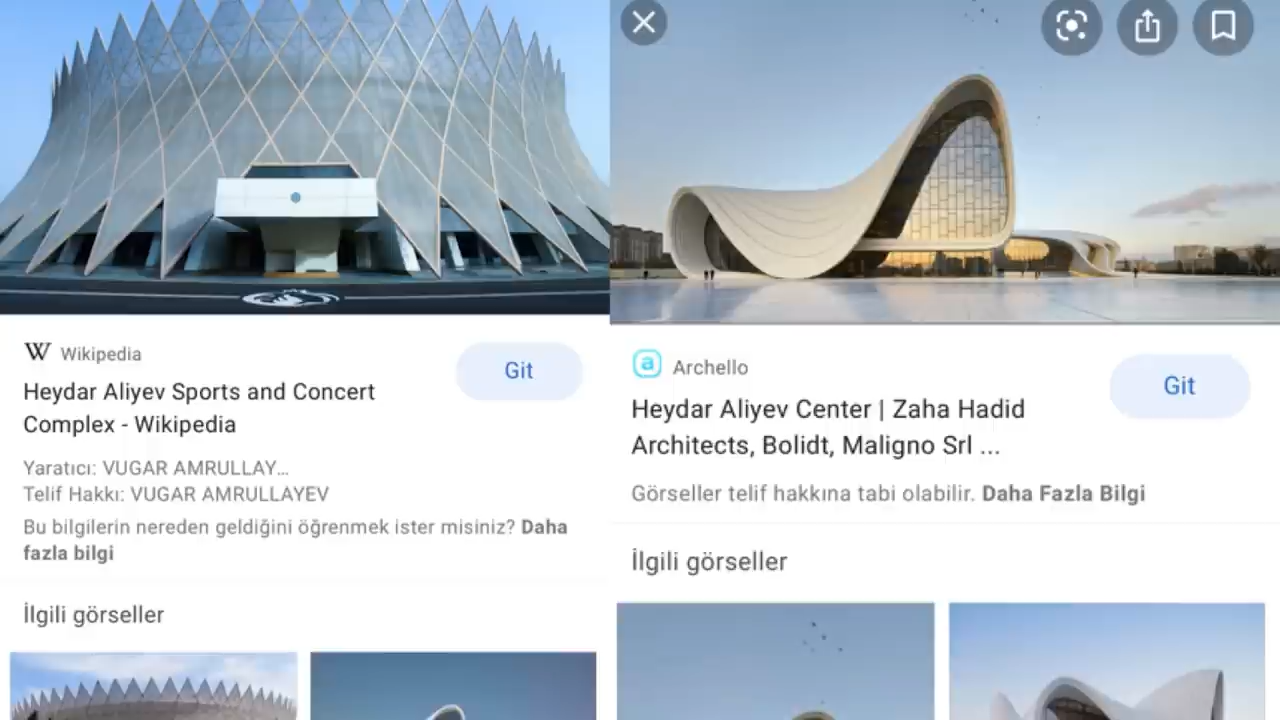 Wikipedia
Git
Heydar Aliyev Sports and Concert
Complex - Wikipedia
Yaratıcı: VUGAR AMRULLAY...
Telif Hakkı: VUGAR AMRULLAYEV
Bu bilgilerin nereden geldiğini öğrenmek ister misiniz? Daha
fazla bilgi
İlgili görseller
a Archello
Git
Heydar Aliyev Center | Zaha Hadid
Architects, Bolidt, Maligno Srl ...
Görseller telif hakkına tabi olabilir. Daha Fazla Bilgi
İlgili görseller